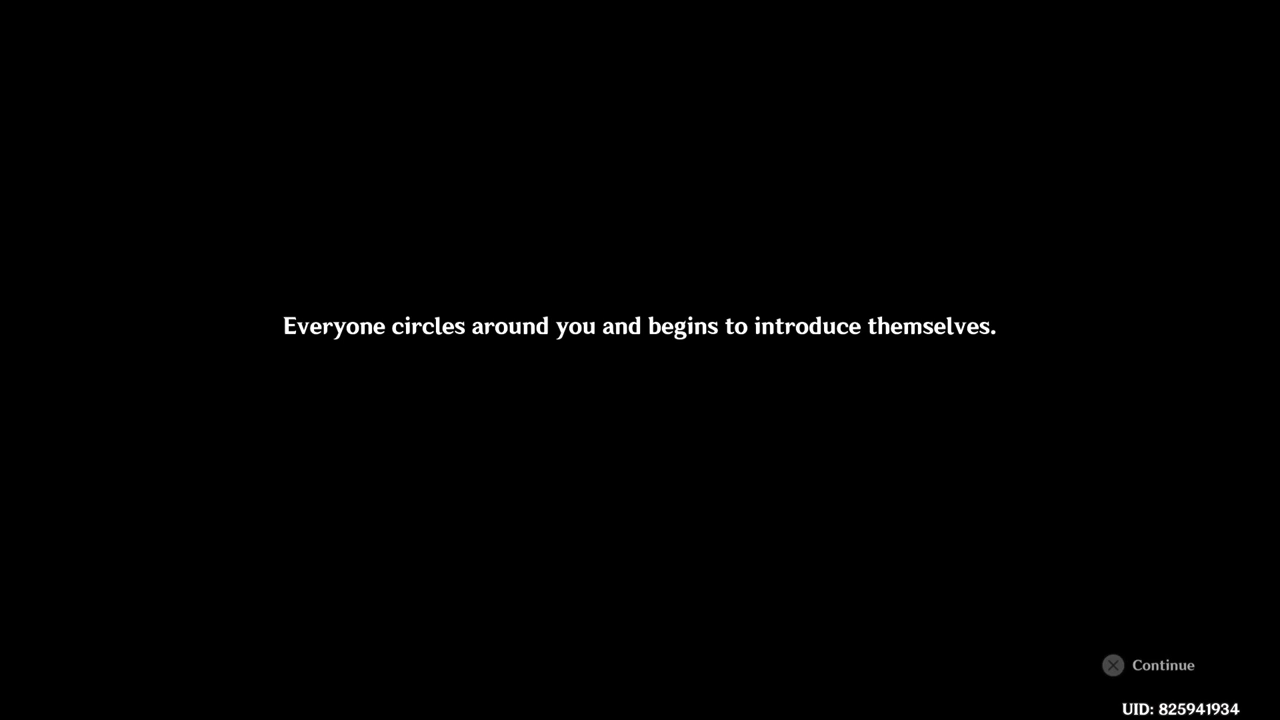 Everyone circles around you and begins to introduce themselves.
Continue
UID: 825941934